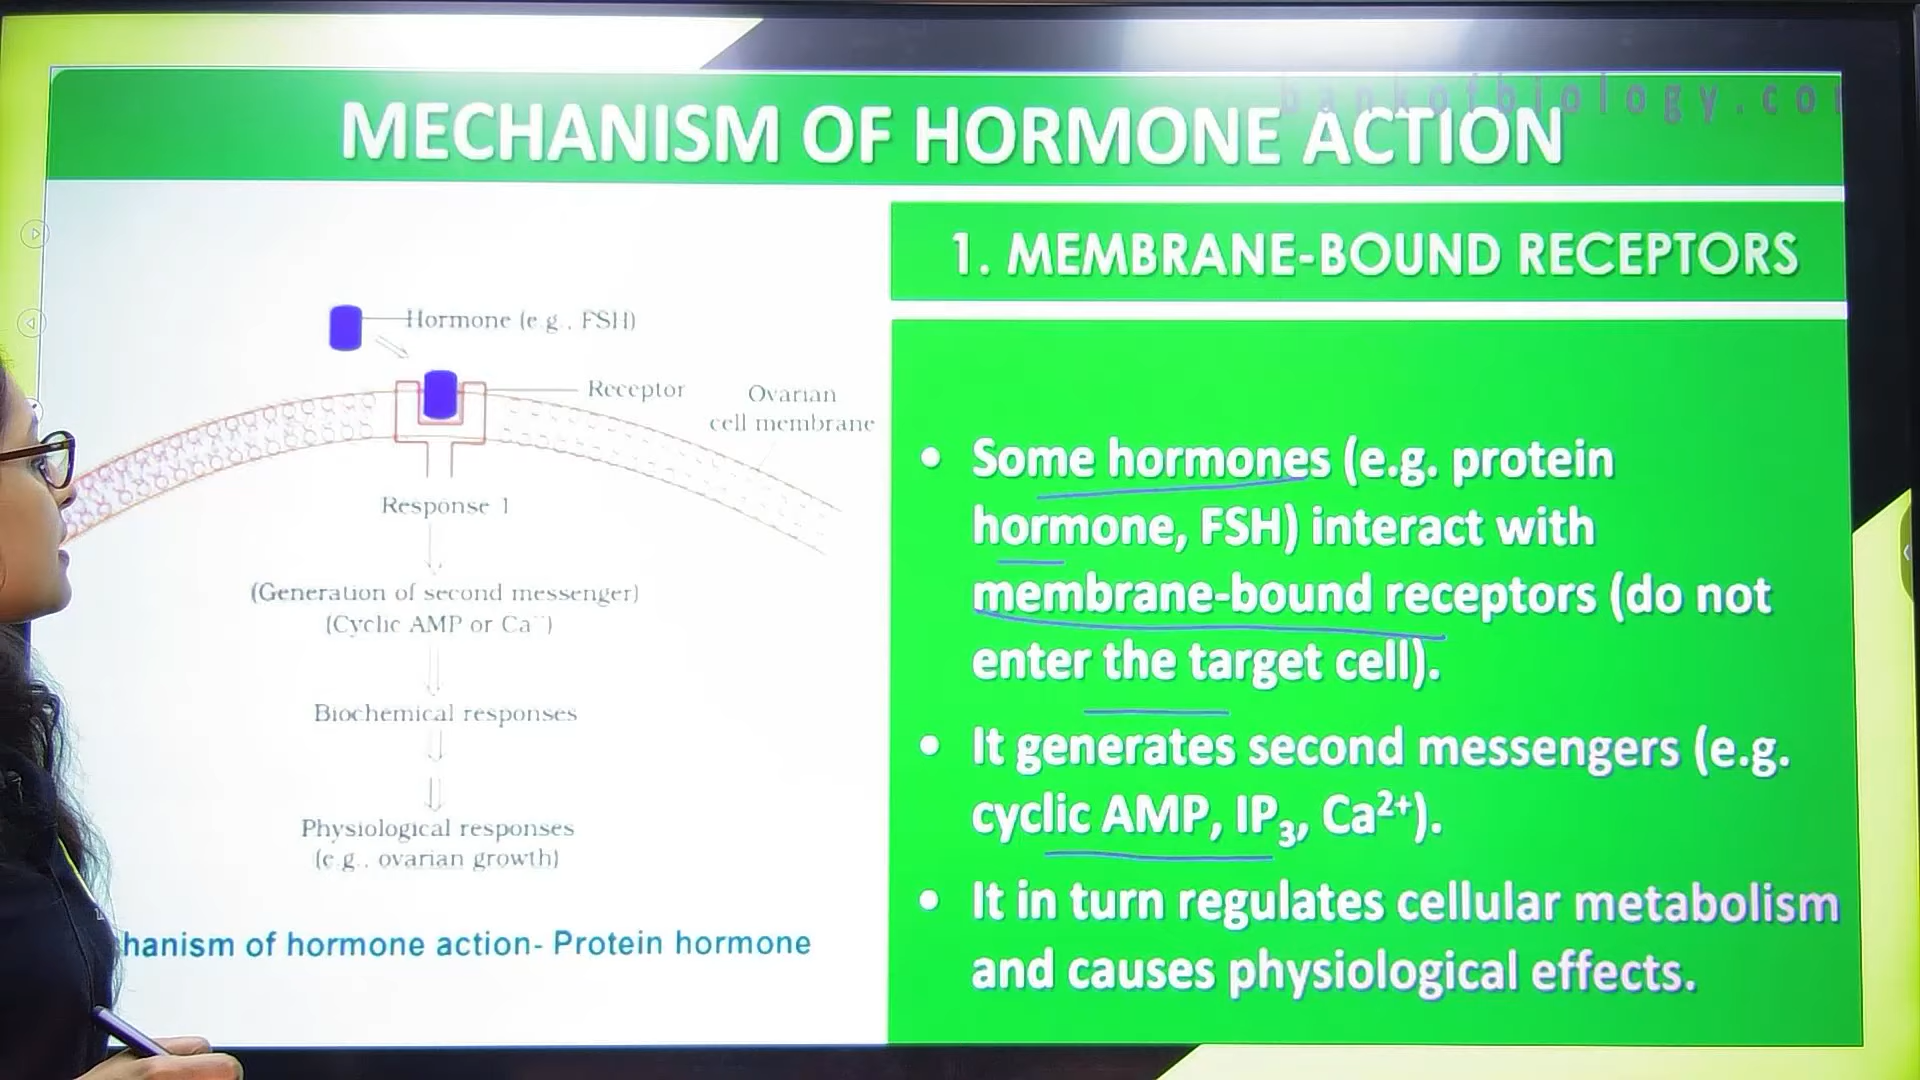 bankofbiology.co
MECHANISM OF HORMONE ACTION
1. MEMBRANE-BOUND RECEPTORS
Hormone (e.g., FSH)
Receptor
Ovarian
cell membrane
Response 1
(Generation of second messenger)
(Cyclic AMP or Ca⁺⁺)
Biochemical responses
Physiological responses
(e.g., ovarian growth)
hanism of hormone action- Protein hormone
• Some hormones (e.g. protein
hormone, FSH) interact with
membrane-bound receptors (do not
enter the target cell).
• It generates second messengers (e.g.
cyclic AMP, IP₃, Ca²⁺).
• It in turn regulates cellular metabolism
and causes physiological effects.